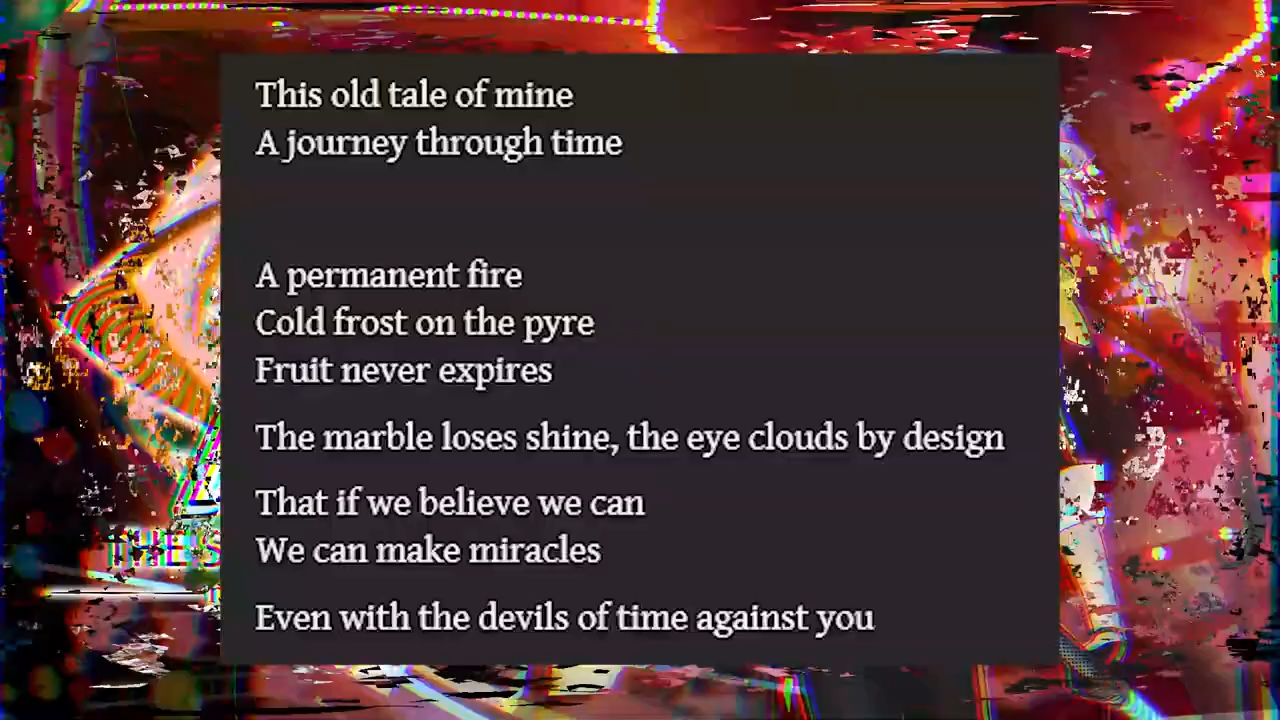 This old tale of mine
A journey through time
A permanent fire
Cold frost on the pyre
Fruit never expires
The marble loses shine, the eye clouds by design
That if we believe we can
We can make miracles
Even with the devils of time against you
THE S